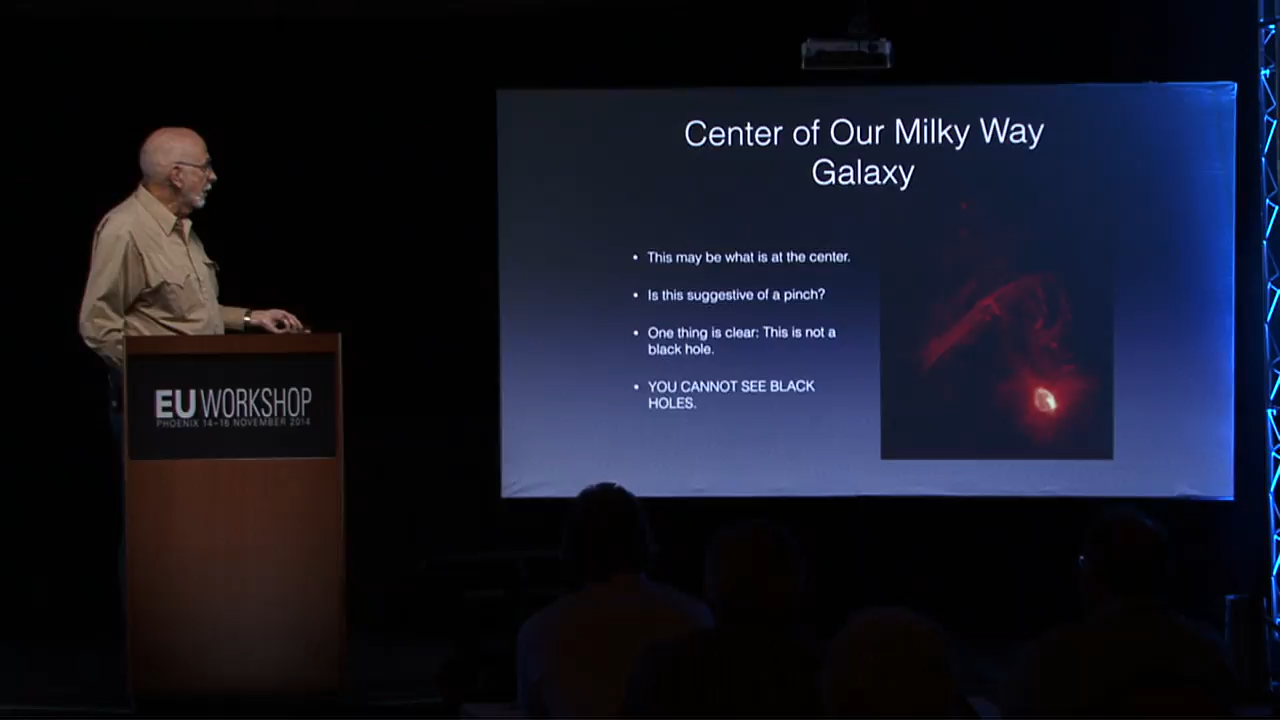 Center of Our Milky Way
Galaxy
• This may be what is at the center.
• Is this suggestive of a pinch?
• One thing is clear: This is not a
black hole.
• YOU CANNOT SEE BLACK
HOLES.
EU WORKSHOP
PHOENIX 14–16 NOVEMBER 2014